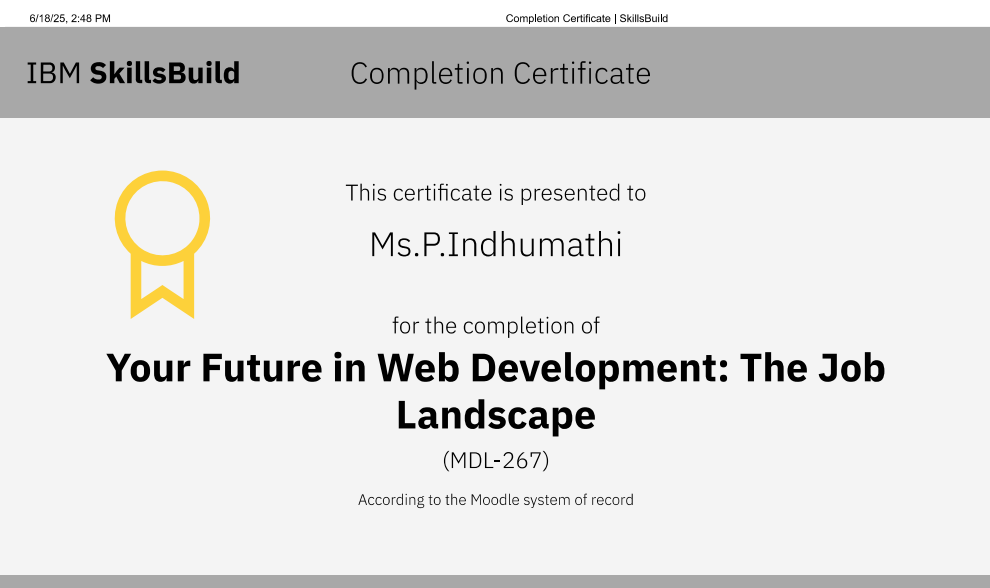 6/18/25, 2:48 PM
Completion Certificate | SkillsBuild
IBM SkillsBuild
Completion Certificate
This certificate is presented to
Ms.P.Indhumathi
for the completion of
Your Future in Web Development: The Job
Landscape
(MDL-267)
According to the Moodle system of record